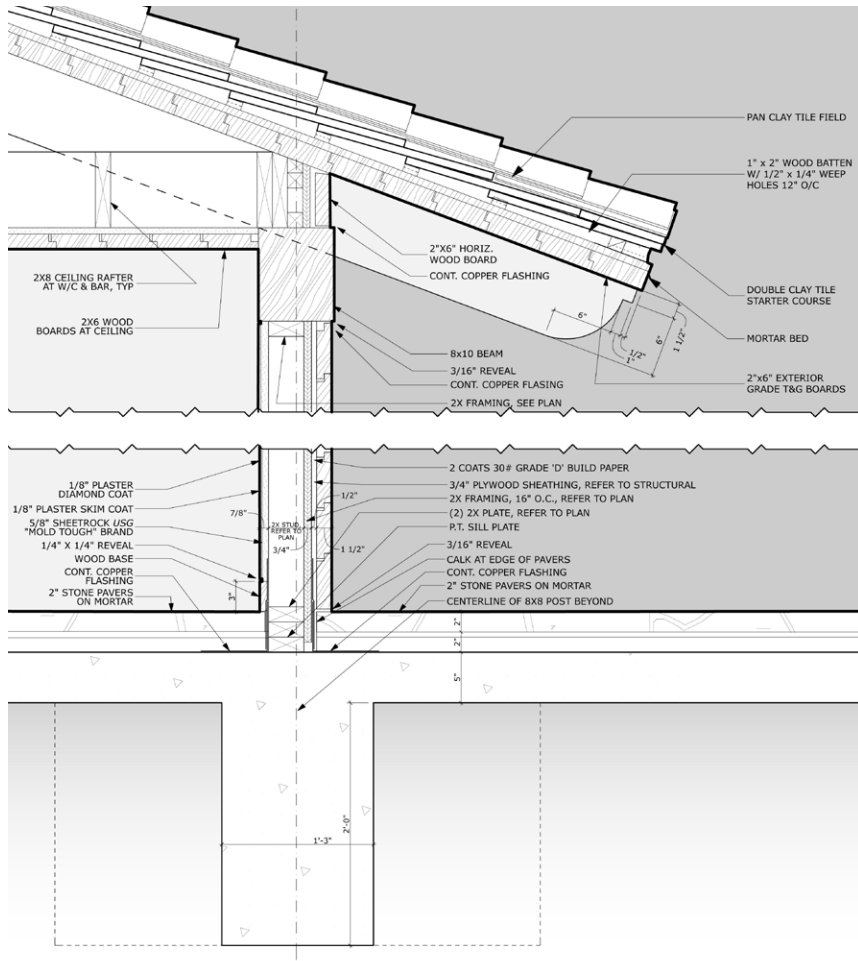 PAN CLAY TILE FIELD
1" x 2" WOOD BATTEN
W/ 1/2" x 1/4" WEEP
HOLES 12" O/C
2"X6" HORIZ.
WOOD BOARD
CONT. COPPER FLASHING
2X8 CEILING RAFTER
AT W/C & BAR, TYP
2X6 WOOD
BOARDS AT CEILING
DOUBLE CLAY TILE
STARTER COURSE
MORTAR BED
2"x6" EXTERIOR
GRADE T&G BOARDS
6"
1/2"
1"
6"
1 1/2"
8x10 BEAM
3/16" REVEAL
CONT. COPPER FLASING
2X FRAMING, SEE PLAN
1/8" PLASTER
DIAMOND COAT
1/8" PLASTER SKIM COAT
5/8" SHEETROCK USG
"MOLD TOUGH" BRAND
1/4" X 1/4" REVEAL
WOOD BASE
CONT. COPPER
FLASHING
2" STONE PAVERS
ON MORTAR
7/8"
2X STUD,
REFER TO
PLAN
3/4"
1/2"
1 1/2"
3"
2 COATS 30# GRADE 'D' BUILD PAPER
3/4" PLYWOOD SHEATHING, REFER TO STRUCTURAL
2X FRAMING, 16" O.C., REFER TO PLAN
(2) 2X PLATE, REFER TO PLAN
P.T. SILL PLATE
3/16" REVEAL
CALK AT EDGE OF PAVERS
CONT. COPPER FLASHING
2" STONE PAVERS ON MORTAR
CENTERLINE OF 8X8 POST BEYOND
2"
2"
5"
2'-0"
1'-3"